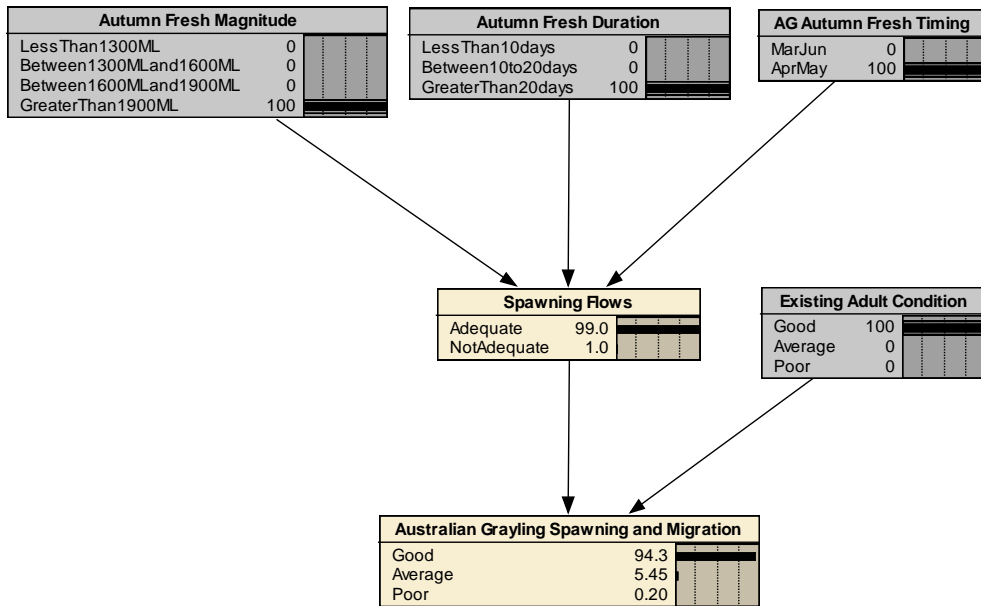 Autumn Fresh Magnitude
LessThan1300ML 0
Between1300MLand1600ML 0
Between1600MLand1900ML 0
GreaterThan1900ML 100
Autumn Fresh Duration
LessThan10days 0
Between10to20days 0
GreaterThan20days 100
AG Autumn Fresh Timing
MarJun 0
AprMay 100
Spawning Flows
Adequate 99.0
NotAdequate 1.0
Existing Adult Condition
Good 100
Average 0
Poor 0
Australian Grayling Spawning and Migration
Good 94.3
Average 5.45
Poor 0.20